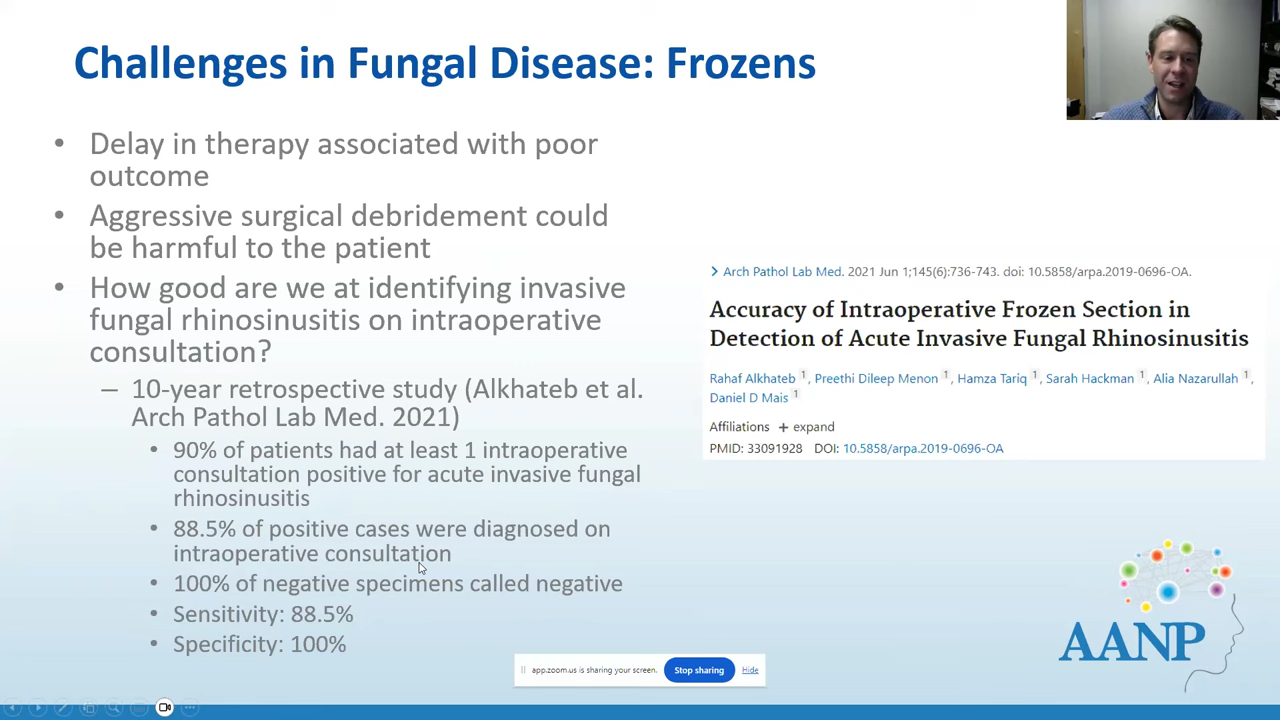 Challenges in Fungal Disease: Frozens
• Delay in therapy associated with poor
outcome
• Aggressive surgical debridement could
be harmful to the patient
• How good are we at identifying invasive
fungal rhinosinusitis on intraoperative
consultation?
– 10-year retrospective study (Alkhateb et al.
Arch Pathol Lab Med. 2021)
• 90% of patients had at least 1 intraoperative
consultation positive for acute invasive fungal
rhinosinusitis
• 88.5% of positive cases were diagnosed on
intraoperative consultation
• 100% of negative specimens called negative
• Sensitivity: 88.5%
• Specificity: 100%
> Arch Pathol Lab Med. 2021 Jun 1;145(6):736-743. doi: 10.5858/arpa.2019-0696-OA.
Accuracy of Intraoperative Frozen Section in
Detection of Acute Invasive Fungal Rhinosinusitis
Rahaf Alkhateb 1, Preethi Dileep Menon 1, Hamza Tariq 1, Sarah Hackman 1, Alia Nazarullah 1,
Daniel D Mais 1
Affiliations + expand
PMID: 33091928 DOI: 10.5858/arpa.2019-0696-OA
AANP
app.zoom.us is sharing your screen. Stop sharing Hide